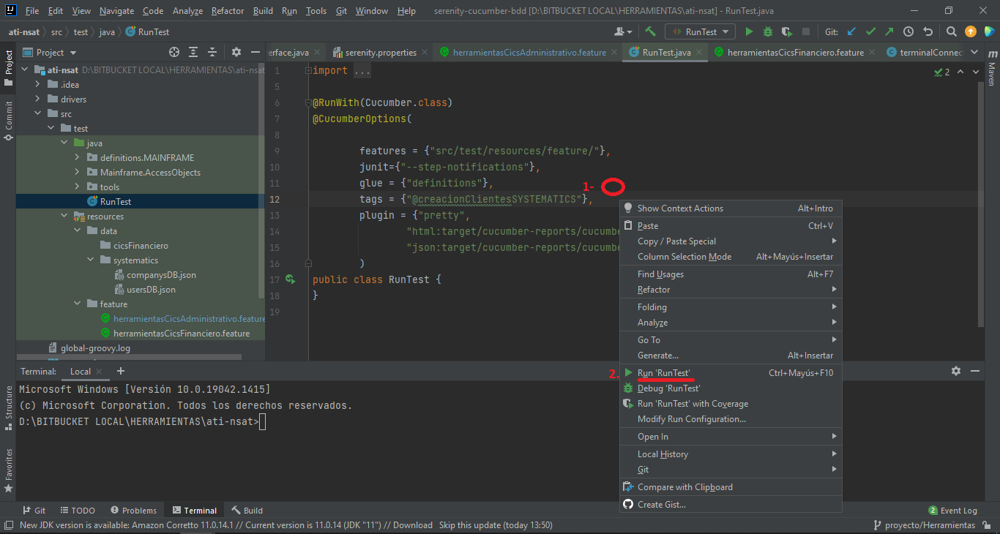 File Edit View Navigate Code Analyze Refactor Build Run Tools Git Window Help serenity-cucumber-bdd [D:\BITBUCKET LOCAL\HERRAMIENTAS\ati-nsat] - RunTest.java
ati-nsat src test java RunTest RunTest Git:
Project erface.java serenity.properties herramientasCicsAdministrativo.feature RunTest.java herramientasCicsFinanciero.feature terminalConnec
Project
Commit
Structure
Favorites
Maven
ati-nsat D:\BITBUCKET LOCAL\HERRAMIENTAS\ati-nsat
.idea
drivers
src
test
java
definitions.MAINFRAME
Mainframe.AccessObjects
tools
RunTest
resources
data
cicsFinanciero
systematics
companysDB.json
usersDB.json
feature
herramientasCicsAdministrativo.feature
herramientasCicsFinanciero.feature
global-groovy.log
2
1 import ...
5
6 @RunWith(Cucumber.class)
7 @CucumberOptions(
8
9 features = {"src/test/resources/feature/"},
10 junit={"--step-notifications"},
11 glue = {"definitions"},
12 tags = {"@creacionClientesSYSTEMATICS"},
13 plugin = {"pretty",
14 "html:target/cucumber-reports/cucumbe
15 "json:target/cucumber-reports/cucumbe
16 )
17 public class RunTest {
18 }
19
1-
2.
Show Context Actions Alt+Intro
Paste Ctrl+V
Copy / Paste Special
Column Selection Mode Alt+Mayús+Insertar
Find Usages Alt+F7
Refactor
Folding
Analyze
Go To
Generate... Alt+Insertar
Run 'RunTest' Ctrl+Mayús+F10
Debug 'RunTest'
Run 'RunTest' with Coverage
Modify Run Configuration...
Open In
Local History
Git
Compare with Clipboard
Create Gist...
Terminal: Local
Microsoft Windows [Versión 10.0.19042.1415]
(c) Microsoft Corporation. Todos los derechos reservados.
D:\BITBUCKET LOCAL\HERRAMIENTAS\ati-nsat>
Git TODO Problems Terminal Build 2 Event Log
New JDK version is available: Amazon Corretto 11.0.14.1 // Current version is 11.0.14 (JDK "11") // Download Skip this update (today 13:50) proyecto/Herramientas